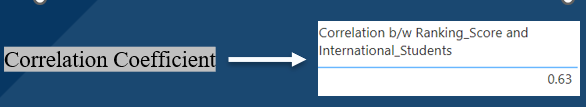 Correlation Coefficient
Correlation b/w Ranking_Score and
International_Students
0.63